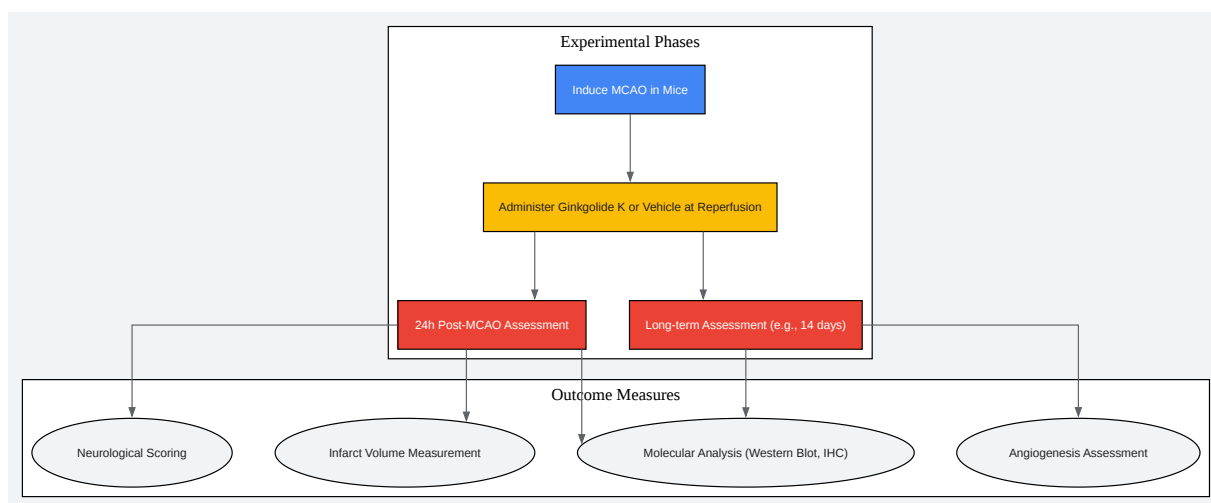 Experimental Phases
Induce MCAO in Mice
Administer Ginkgolide K or Vehicle at Reperfusion
24h Post-MCAO Assessment
Long-term Assessment (e.g., 14 days)
Outcome Measures
Neurological Scoring
Infarct Volume Measurement
Molecular Analysis (Western Blot, IHC)
Angiogenesis Assessment